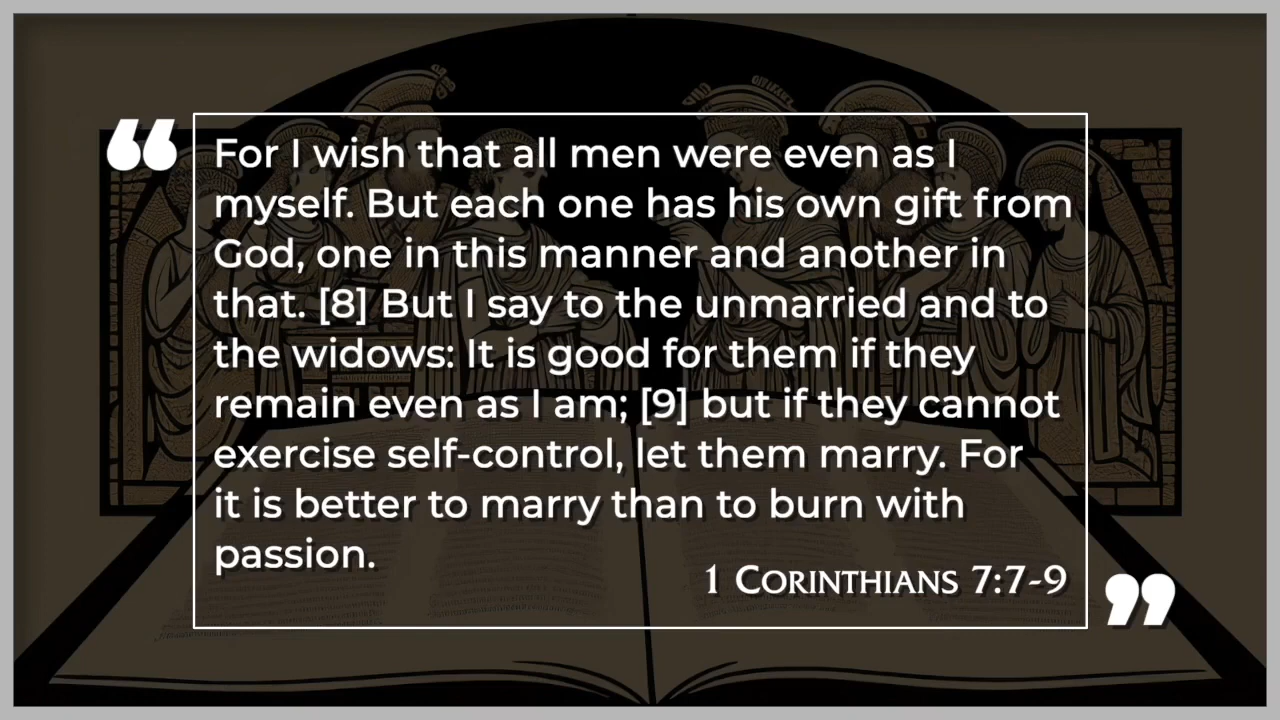 “
For I wish that all men were even as I
myself. But each one has his own gift from
God, one in this manner and another in
that. [8] But I say to the unmarried and to
the widows: It is good for them if they
remain even as I am; [9] but if they cannot
exercise self-control, let them marry. For
it is better to marry than to burn with
passion.
1 Corinthians 7:7-9
”